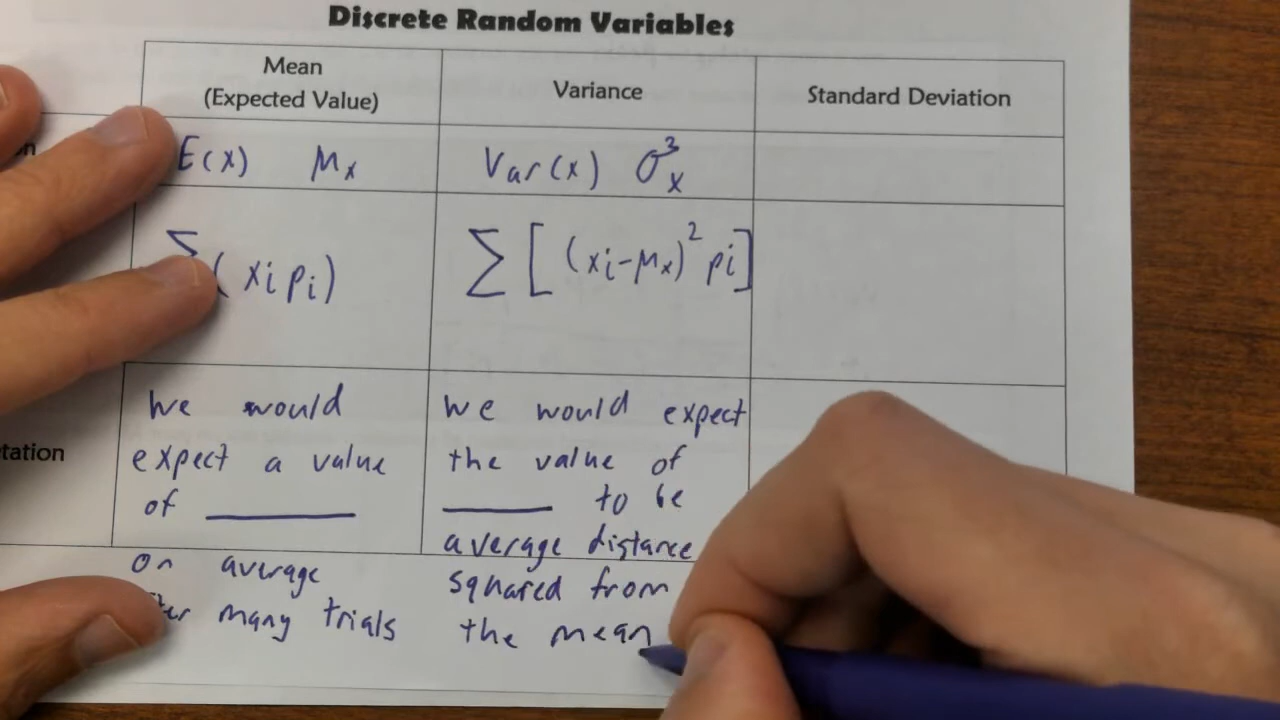 Discrete Random Variables
Mean
(Expected Value)
Variance
Standard Deviation
E(x) μx
Var(x) σ³x
Σ(xipi)
Σ[(xi-μx)²pi]
We would
expect a value
of ______
on average
many trials
We would expect
the value of
______ to be
average distance
squared from
the mean